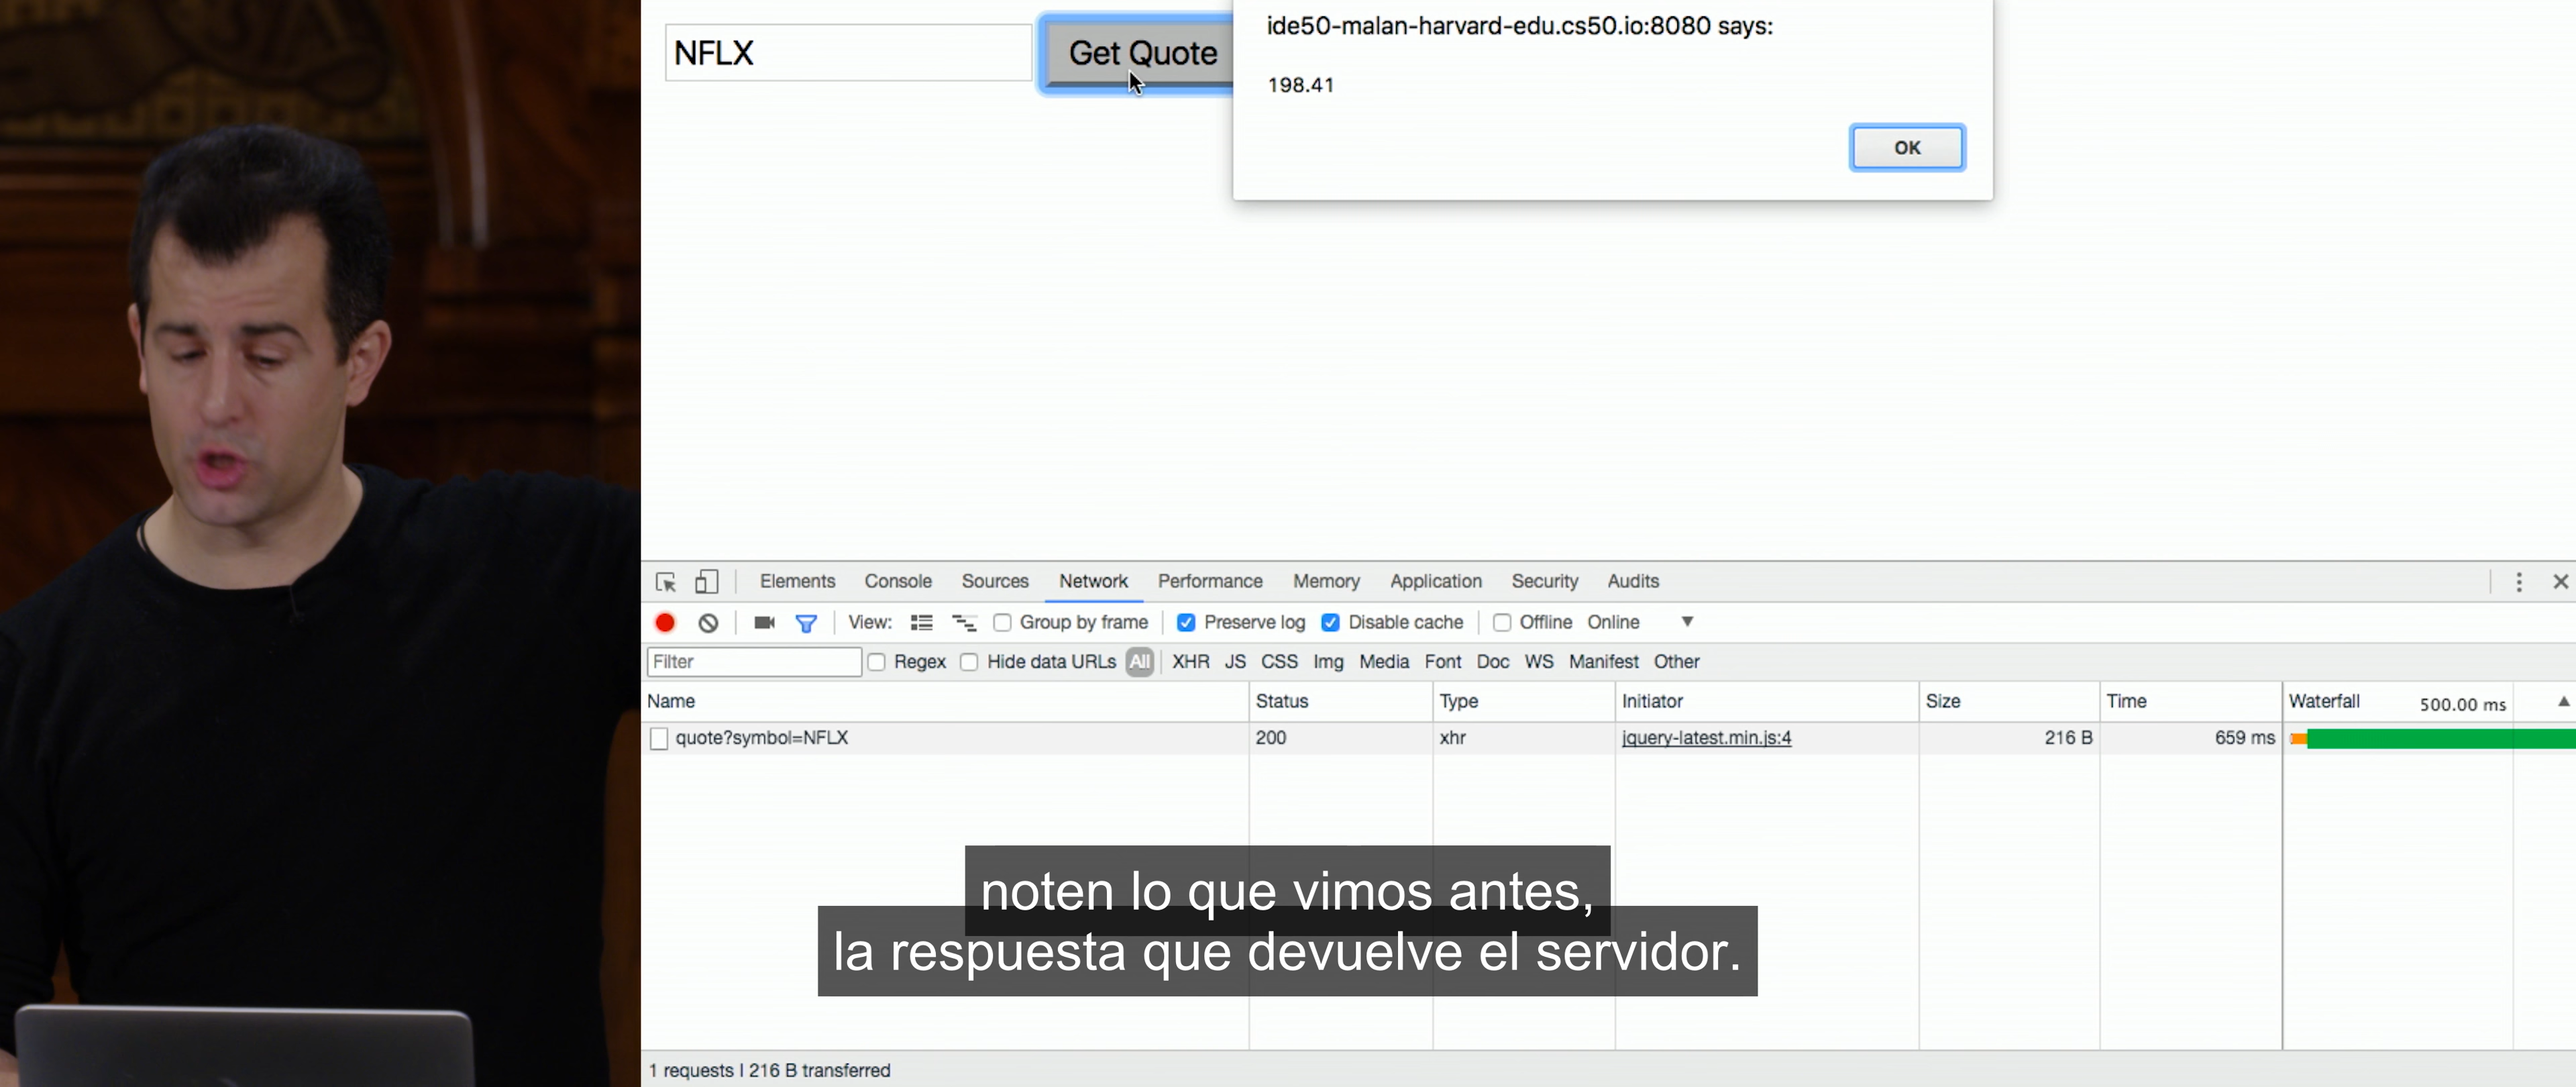 NFLX
Get Quote
ide50-malan-harvard-edu.cs50.io:8080 says:
198.41
OK
Elements Console Sources Network Performance Memory Application Security Audits
View: Group by frame Preserve log Disable cache Offline Online
Filter Regex Hide data URLs All XHR JS CSS Img Media Font Doc WS Manifest Other
Name Status Type Initiator Size Time Waterfall 500.00 ms
quote?symbol=NFLX 200 xhr jquery-latest.min.js:4 216 B 659 ms
noten lo que vimos antes,
la respuesta que devuelve el servidor.
1 requests | 216 B transferred